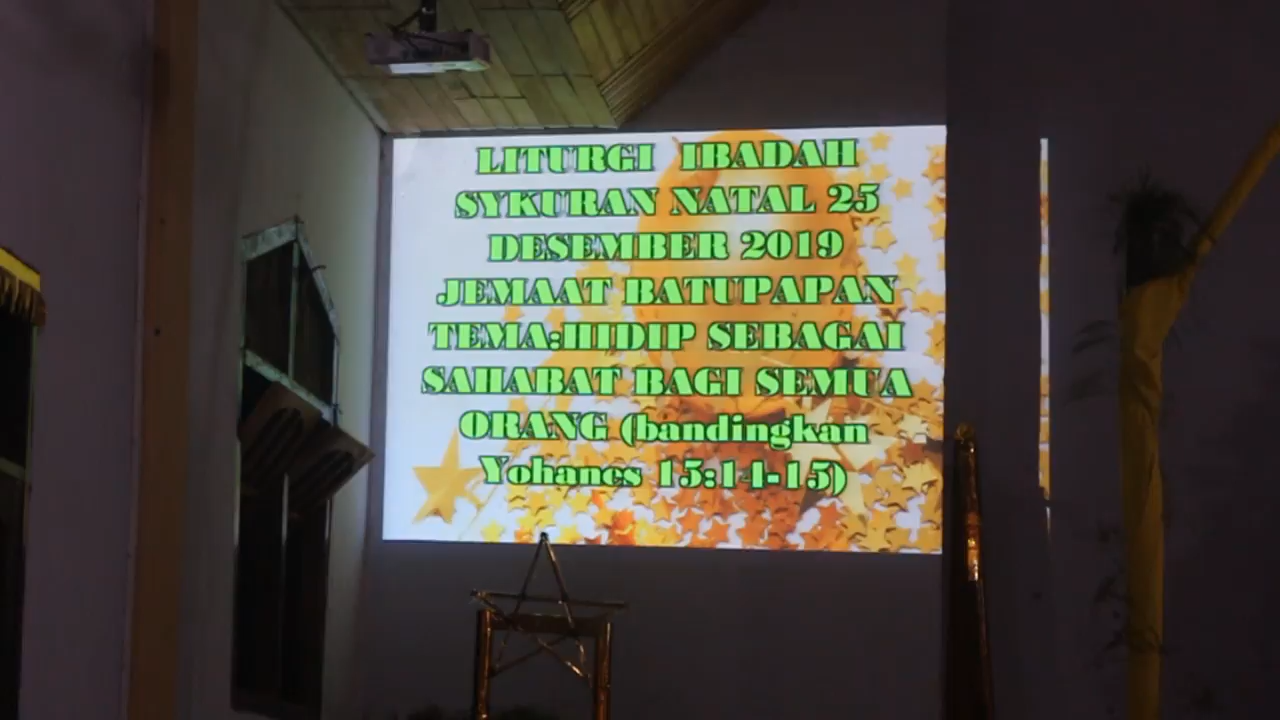 LITURGI IBADAH
SYKURAN NATAL 25
DESEMBER 2019
JEMAAT BATUPAPAN
TEMA:HIDIP SEBAGAI
SAHABAT BAGI SEMUA
ORANG (bandingkan
Yohanes 15:14-15)